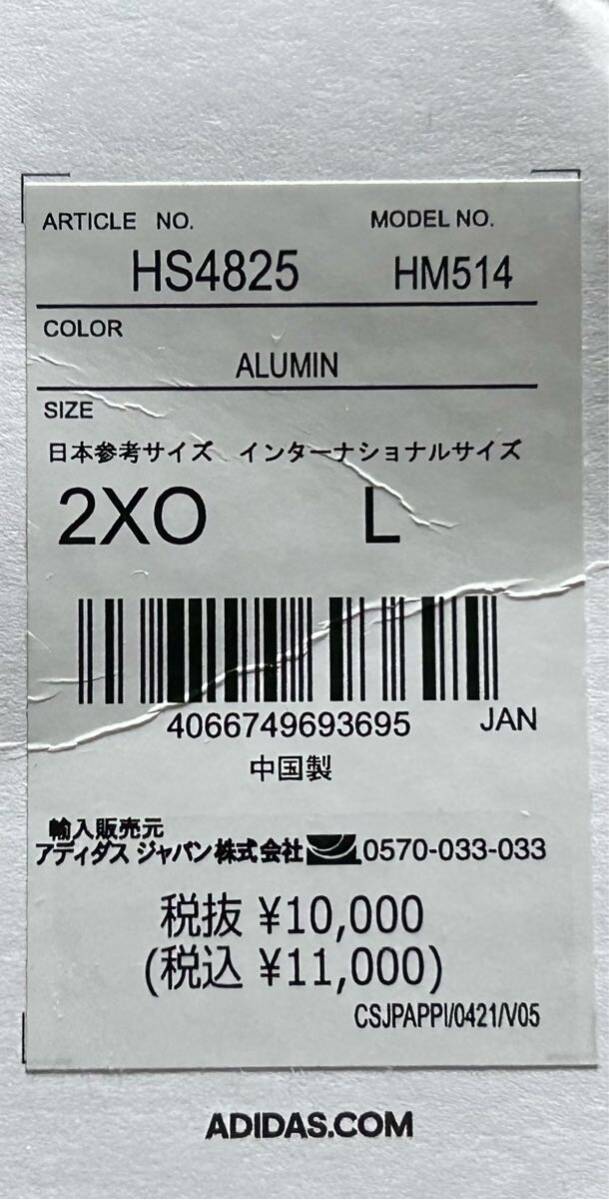 ARTICLE NO. MODEL NO.
HS4825 HM514
COLOR
ALUMIN
SIZE
日本参考サイズ インターナショナルサイズ
2XO L
4066749693695 JAN
中国製
輸入販売元
アディダス ジャパン株式会社 0570-033-033
税抜 ¥10,000
(税込 ¥11,000)
CSJPAPPI/0421/V05
ADIDAS.COM